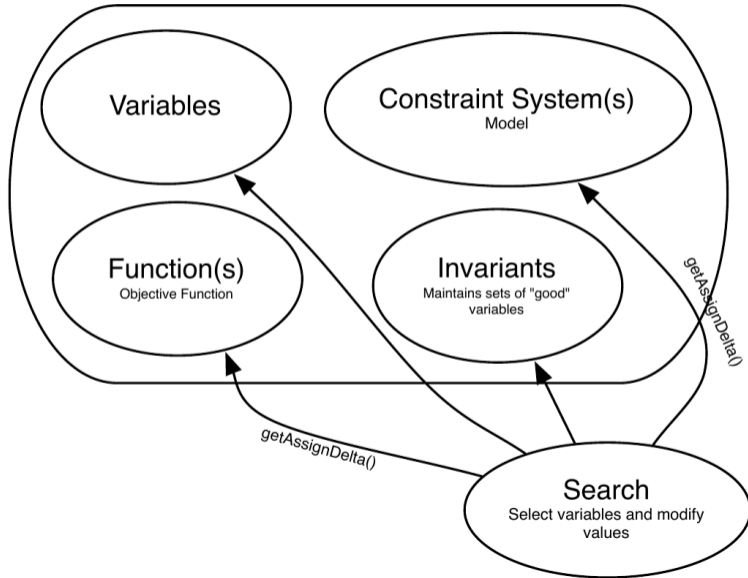 Variables
Constraint System(s)
Model
Function(s)
Objective Function
Invariants
Maintains sets of "good"
variables
getAssignDelta()
getAssignDelta()
Search
Select variables and modify
values